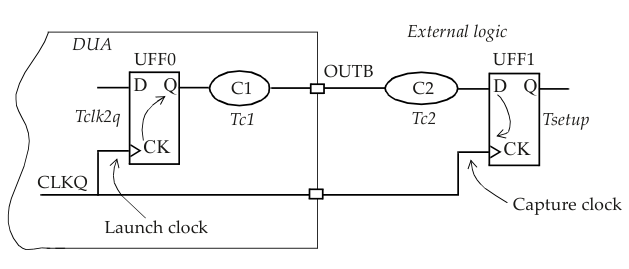 External logic
DUA
UFF0
UFF1
OUTB
D Q
C1
C2
D Q
Tclk2q
Tc1
Tc2
Tsetup
CK
CK
CLKQ
Capture clock
Launch clock